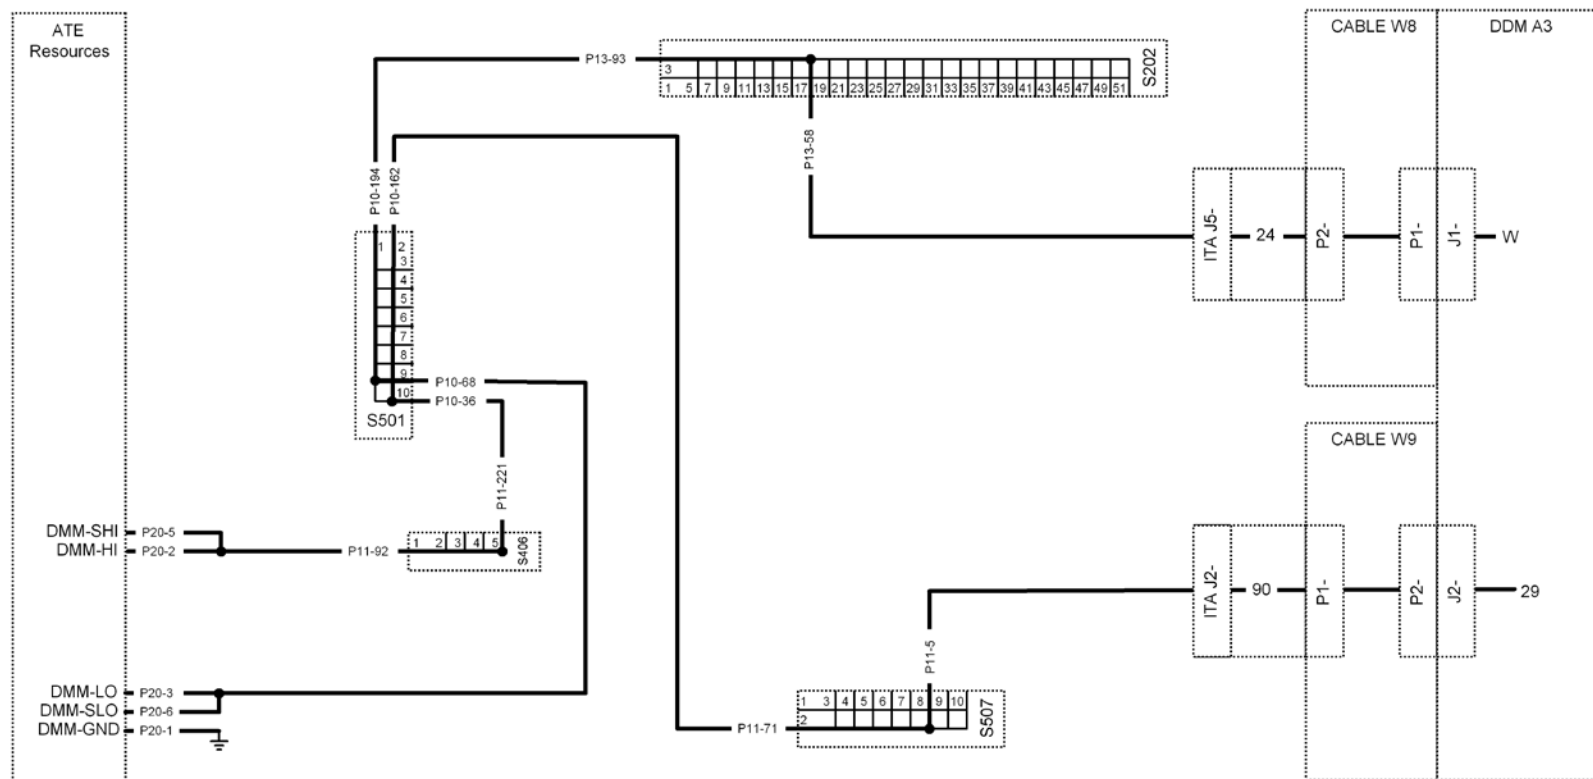 ATE
Resources
CABLE W8
DDM A3
P13-93
3
1 5 7 9 11 13 15 17 19 21 23 25 27 29 31 33 35 37 39 41 43 45 47 49 51
S202
P13-58
P10-194
P10-162
ITA J5-
24
P2-
P1-
J1-
W
1 2
3
4
5
6
7
8
9
10
S501
P10-68
P10-36
CABLE W9
P11-221
DMM-SHI
P20-5
DMM-HI
P20-2
P11-92
1 2 3 4 5
S406
ITA J2-
90
P1-
P2-
J2-
29
P11-5
DMM-LO
P20-3
DMM-SLO
P20-6
DMM-GND
P20-1
P11-71
1 3 4 5 6 7 8 9 10
2
S507